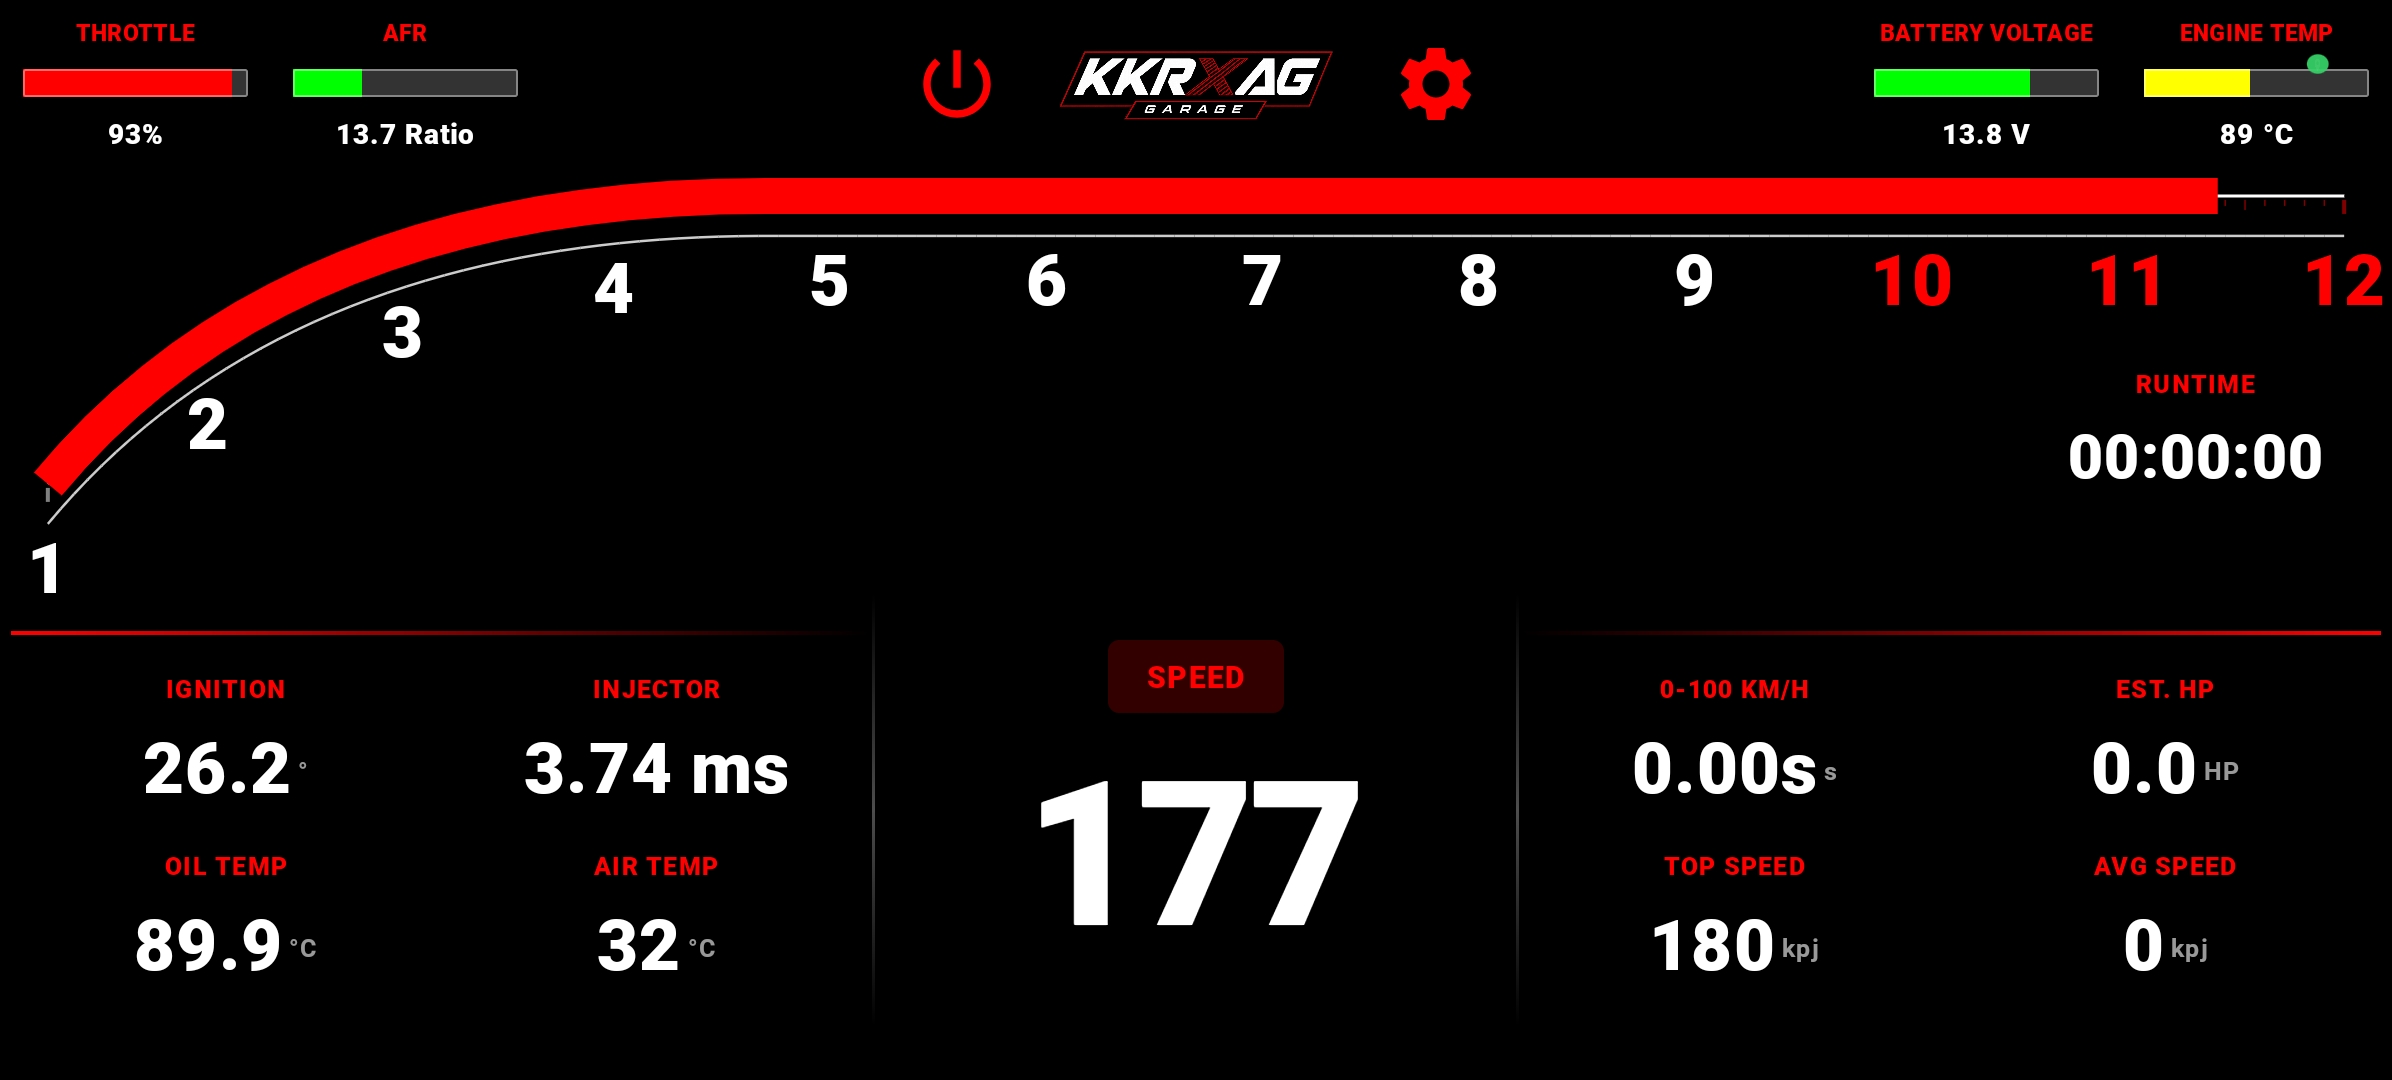 THROTTLE
AFR
BATTERY VOLTAGE
ENGINE TEMP
KKRXAG
GARAGE
93%
13.7 Ratio
13.8 V
89 °C
1
2
3
4
5
6
7
8
9
10
11
12
RUNTIME
00:00:00
IGNITION
INJECTOR
26.2 °
3.74 ms
OIL TEMP
AIR TEMP
89.9 °C
32 °C
SPEED
177
0-100 KM/H
EST. HP
0.00s s
0.0 HP
TOP SPEED
AVG SPEED
180 kpj
0 kpj